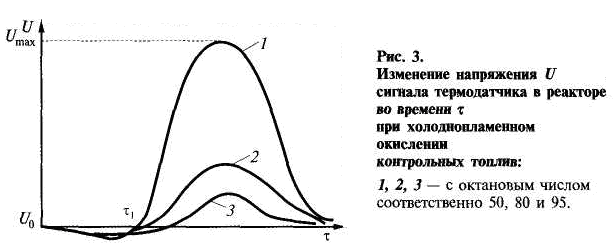 U
Umax
1
2
3
τ1
U0
τ
Рис. 3.
Изменение напряжения U
сигнала термодатчика в реакторе
во времени τ
при холоднопламенном
окислении
контрольных топлив:
1, 2, 3 — с октановым числом
соответственно 50, 80 и 95.